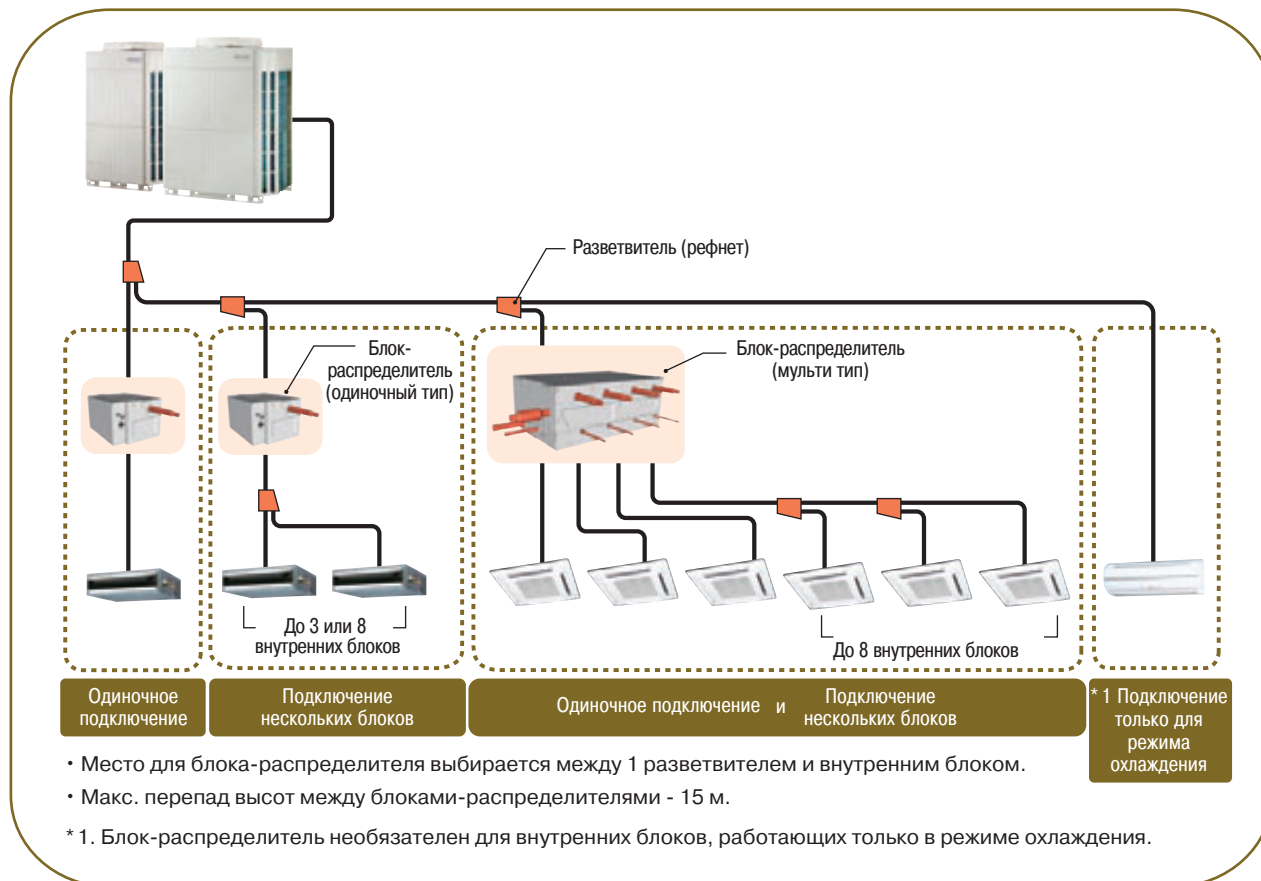 Разветвитель (рефнет)
Блок-
распределитель
(одиночный тип)
Блок-распределитель
(мульти тип)
До 3 или 8
внутренних блоков
До 8 внутренних блоков
Одиночное
подключение
Подключение
нескольких блоков
Одиночное подключение и Подключение
нескольких блоков
* 1 Подключение
только для
режима
охлаждения
• Место для блока-распределителя выбирается между 1 разветвителем и внутренним блоком.
• Макс. перепад высот между блоками-распределителями - 15 м.
* 1. Блок-распределитель необязателен для внутренних блоков, работающих только в режиме охлаждения.